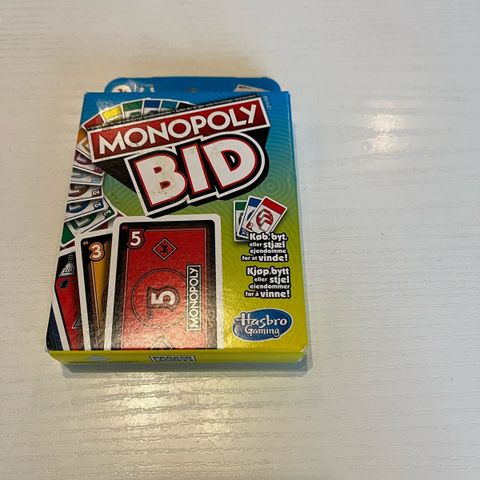 MONOPOLY
BID
5
3
5
MONOPOLY
Køb, byt
eller stjæl
ejendomme
for at vinde!
Kjøp, bytt
eller stjel
eiendommer
for å vinne!
Hasbro
Gaming